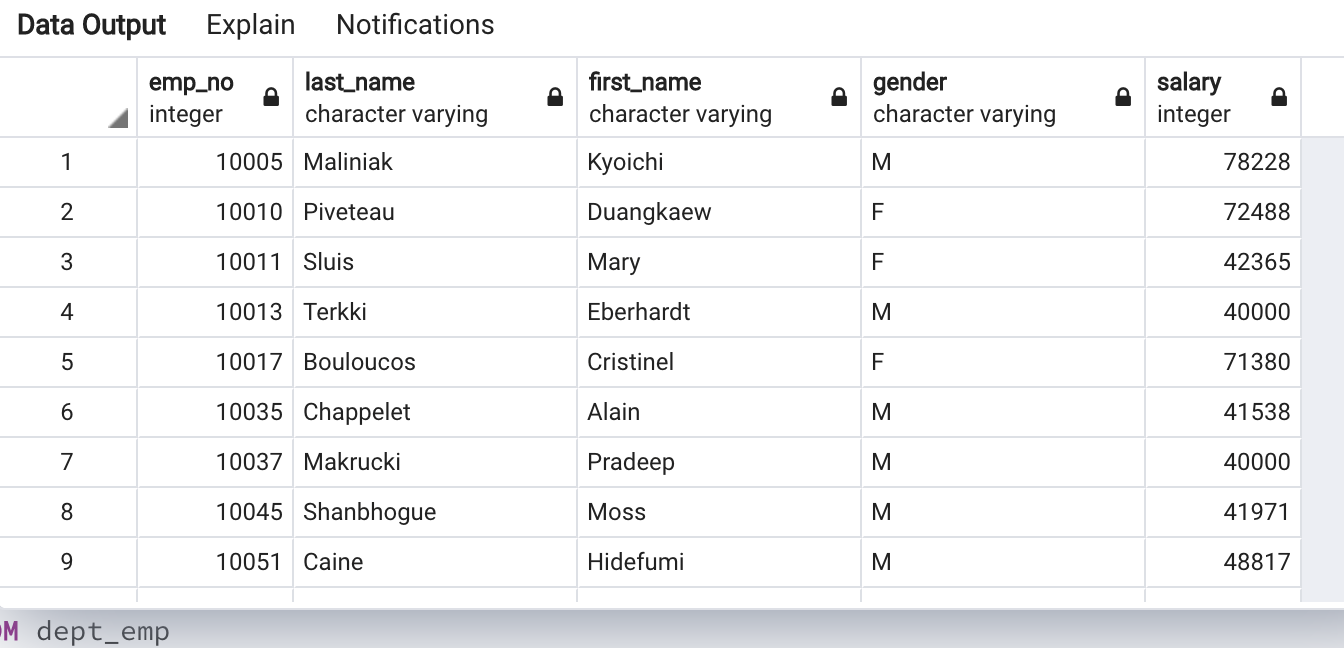 Data Output Explain Notifications
emp_no last_name first_name gender salary
integer character varying character varying character varying integer
1 10005 Maliniak Kyoichi M 78228
2 10010 Piveteau Duangkaew F 72488
3 10011 Sluis Mary F 42365
4 10013 Terkki Eberhardt M 40000
5 10017 Bouloucos Cristinel F 71380
6 10035 Chappelet Alain M 41538
7 10037 Makrucki Pradeep M 40000
8 10045 Shanbhogue Moss M 41971
9 10051 Caine Hidefumi M 48817
M dept_emp